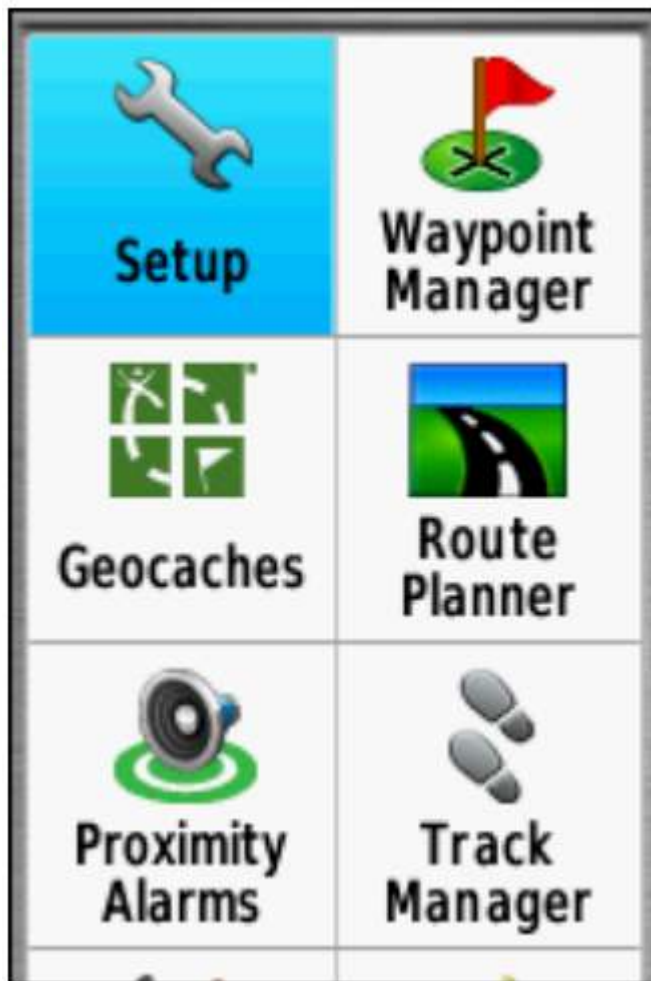 Setup
Waypoint
Manager
Geocaches
Route
Planner
Proximity
Alarms
Track
Manager